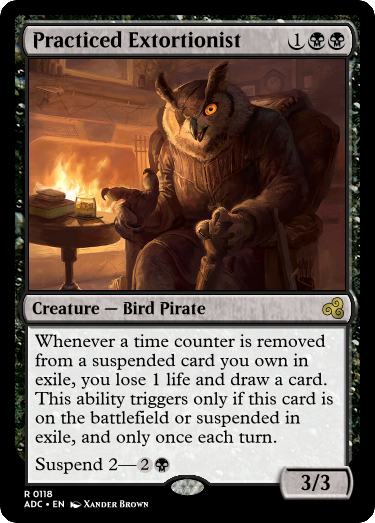 Practiced Extortionist 1
Creature — Bird Pirate
Whenever a time counter is removed
from a suspended card you own in
exile, you lose 1 life and draw a card.
This ability triggers only if this card is
on the battlefield or suspended in
exile, and only once each turn.
Suspend 2— 2
3/3
R 0118
ADC • EN Xander Brown